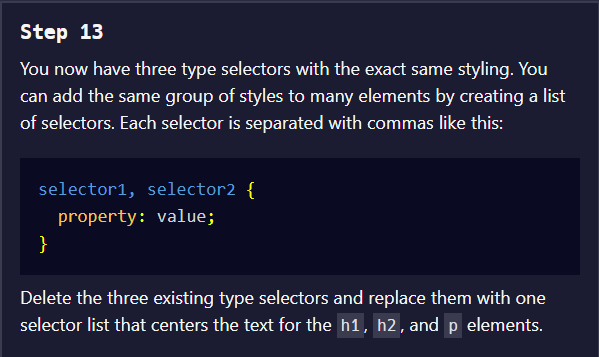 Step 13
You now have three type selectors with the exact same styling. You
can add the same group of styles to many elements by creating a list
of selectors. Each selector is separated with commas like this:
selector1, selector2 {
  property: value;
}
Delete the three existing type selectors and replace them with one
selector list that centers the text for the h1, h2, and p elements.